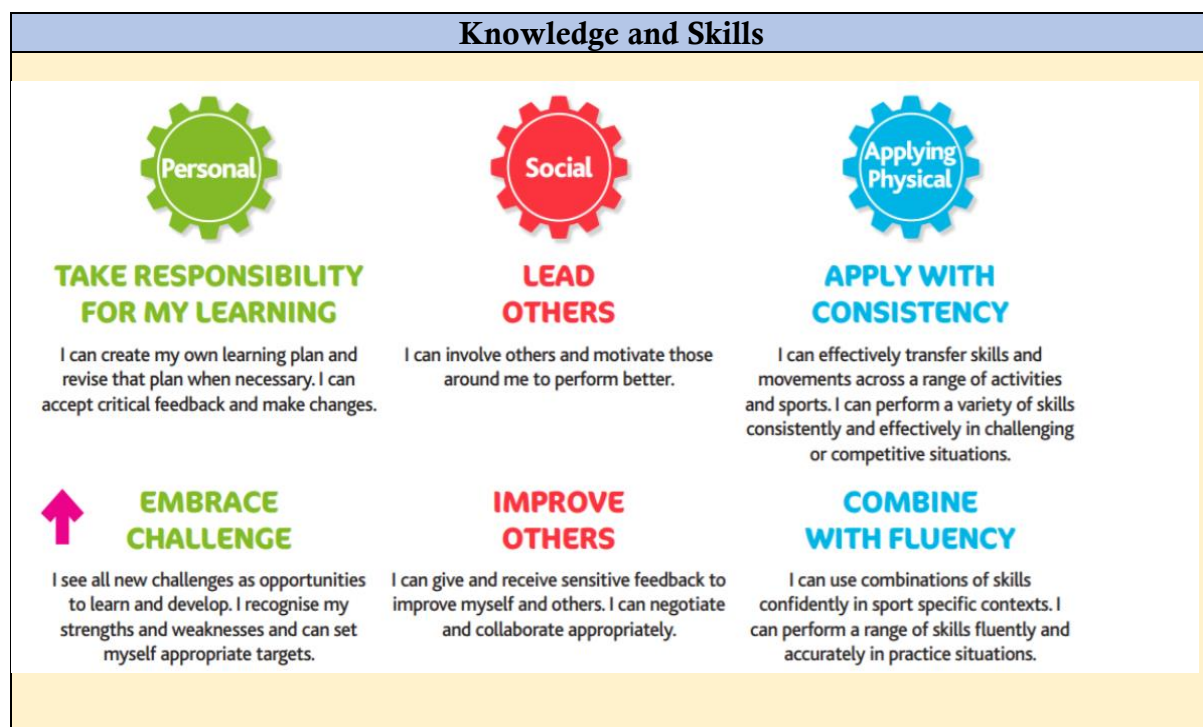 Knowledge and Skills
Personal
TAKE RESPONSIBILITY
FOR MY LEARNING
I can create my own learning plan and
revise that plan when necessary. I can
accept critical feedback and make changes.
Social
LEAD
OTHERS
I can involve others and motivate those
around me to perform better.
Applying
Physical
APPLY WITH
CONSISTENCY
I can effectively transfer skills and
movements across a range of activities
and sports. I can perform a variety of skills
consistently and effectively in challenging
or competitive situations.
EMBRACE
CHALLENGE
I see all new challenges as opportunities
to learn and develop. I recognise my
strengths and weaknesses and can set
myself appropriate targets.
IMPROVE
OTHERS
I can give and receive sensitive feedback to
improve myself and others. I can negotiate
and collaborate appropriately.
COMBINE
WITH FLUENCY
I can use combinations of skills
confidently in sport specific contexts. I
can perform a range of skills fluently and
accurately in practice situations.